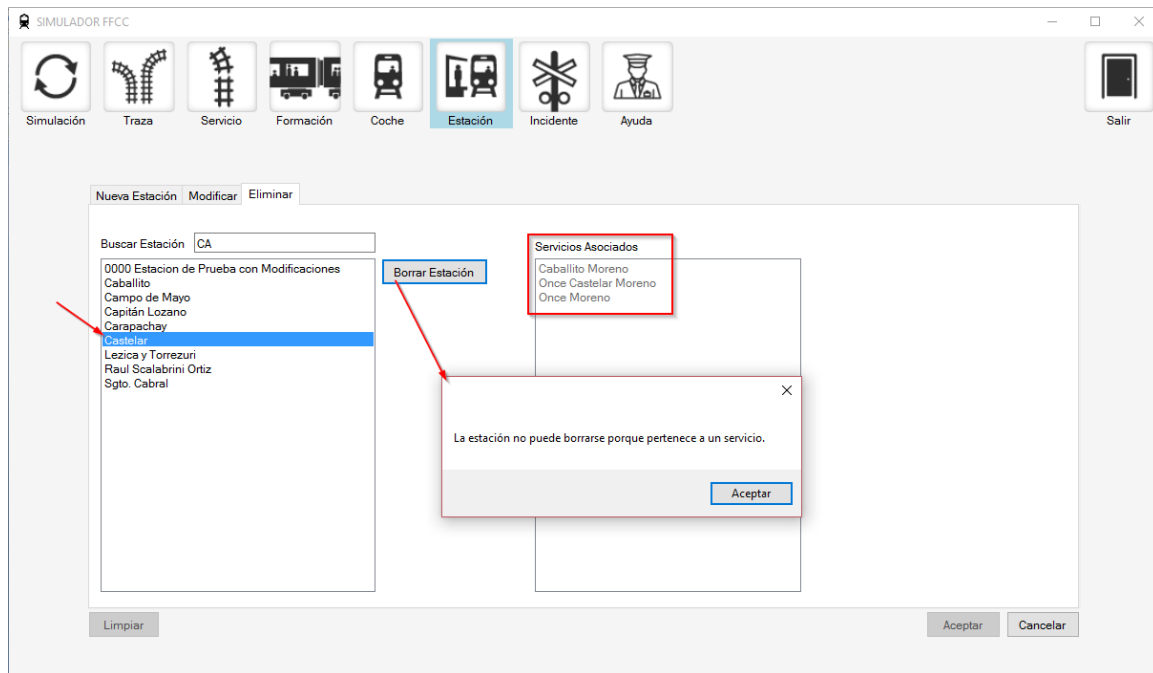 SIMULADOR FFCC
Simulación
Traza
Servicio
Formación
Coche
Estación
Incidente
Ayuda
Salir
Nueva Estación
Modificar
Eliminar
Buscar Estación
CA
0000 Estacion de Prueba con Modificaciones
Caballito
Campo de Mayo
Capitán Lozano
Carapachay
Castelar
Lezica y Torrezuri
Raul Scalabrini Ortiz
Sgto. Cabral
Borrar Estación
Servicios Asociados
Caballito Moreno
Once Castelar Moreno
Once Moreno
La estación no puede borrarse porque pertenece a un servicio.
Aceptar
Limpiar
Aceptar
Cancelar